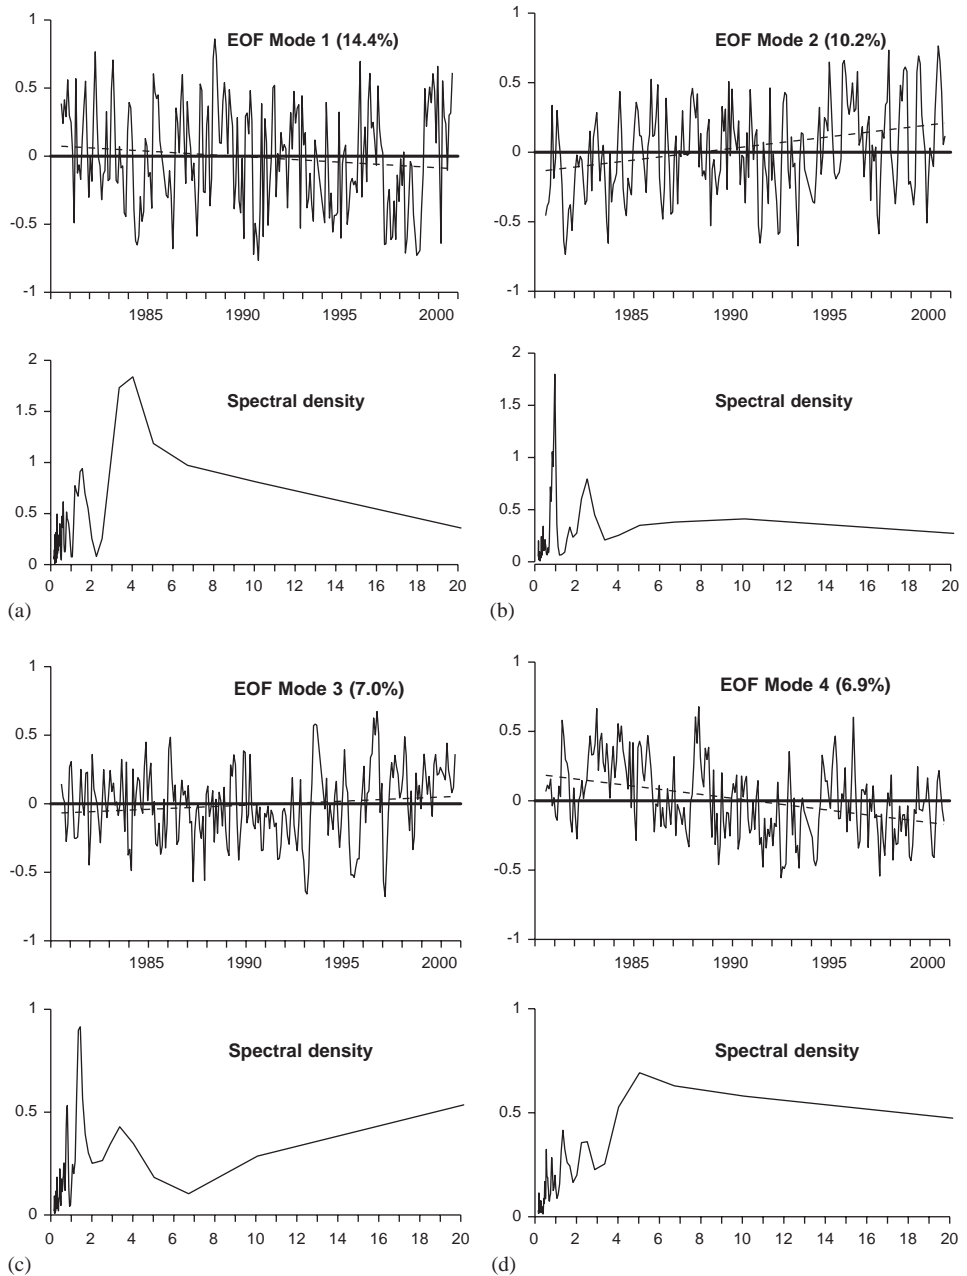 1
EOF Mode 1 (14.4%)
0.5
0
-0.5
-1
1985 1990 1995 2000
2
Spectral density
1.5
1
0.5
0
0 2 4 6 8 10 12 14 16 18 20
(a)
1
EOF Mode 2 (10.2%)
0.5
0
-0.5
-1
1985 1990 1995 2000
2
Spectral density
1.5
1
0.5
0
0 2 4 6 8 10 12 14 16 18 20
(b)
1
EOF Mode 3 (7.0%)
0.5
0
-0.5
-1
1985 1990 1995 2000
1
Spectral density
0.5
0
0 2 4 6 8 10 12 14 16 18 20
(c)
1
EOF Mode 4 (6.9%)
0.5
0
-0.5
-1
1985 1990 1995 2000
1
Spectral density
0.5
0
0 2 4 6 8 10 12 14 16 18 20
(d)